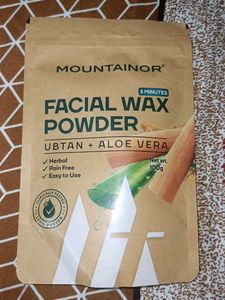 MOUNTAINOR®
5 MINUTES
FACIAL WAX
POWDER
UBTAN + ALOE VERA
✓ Herbal
✓ Pain Free
✓ Easy to Use
Net wt.
100g